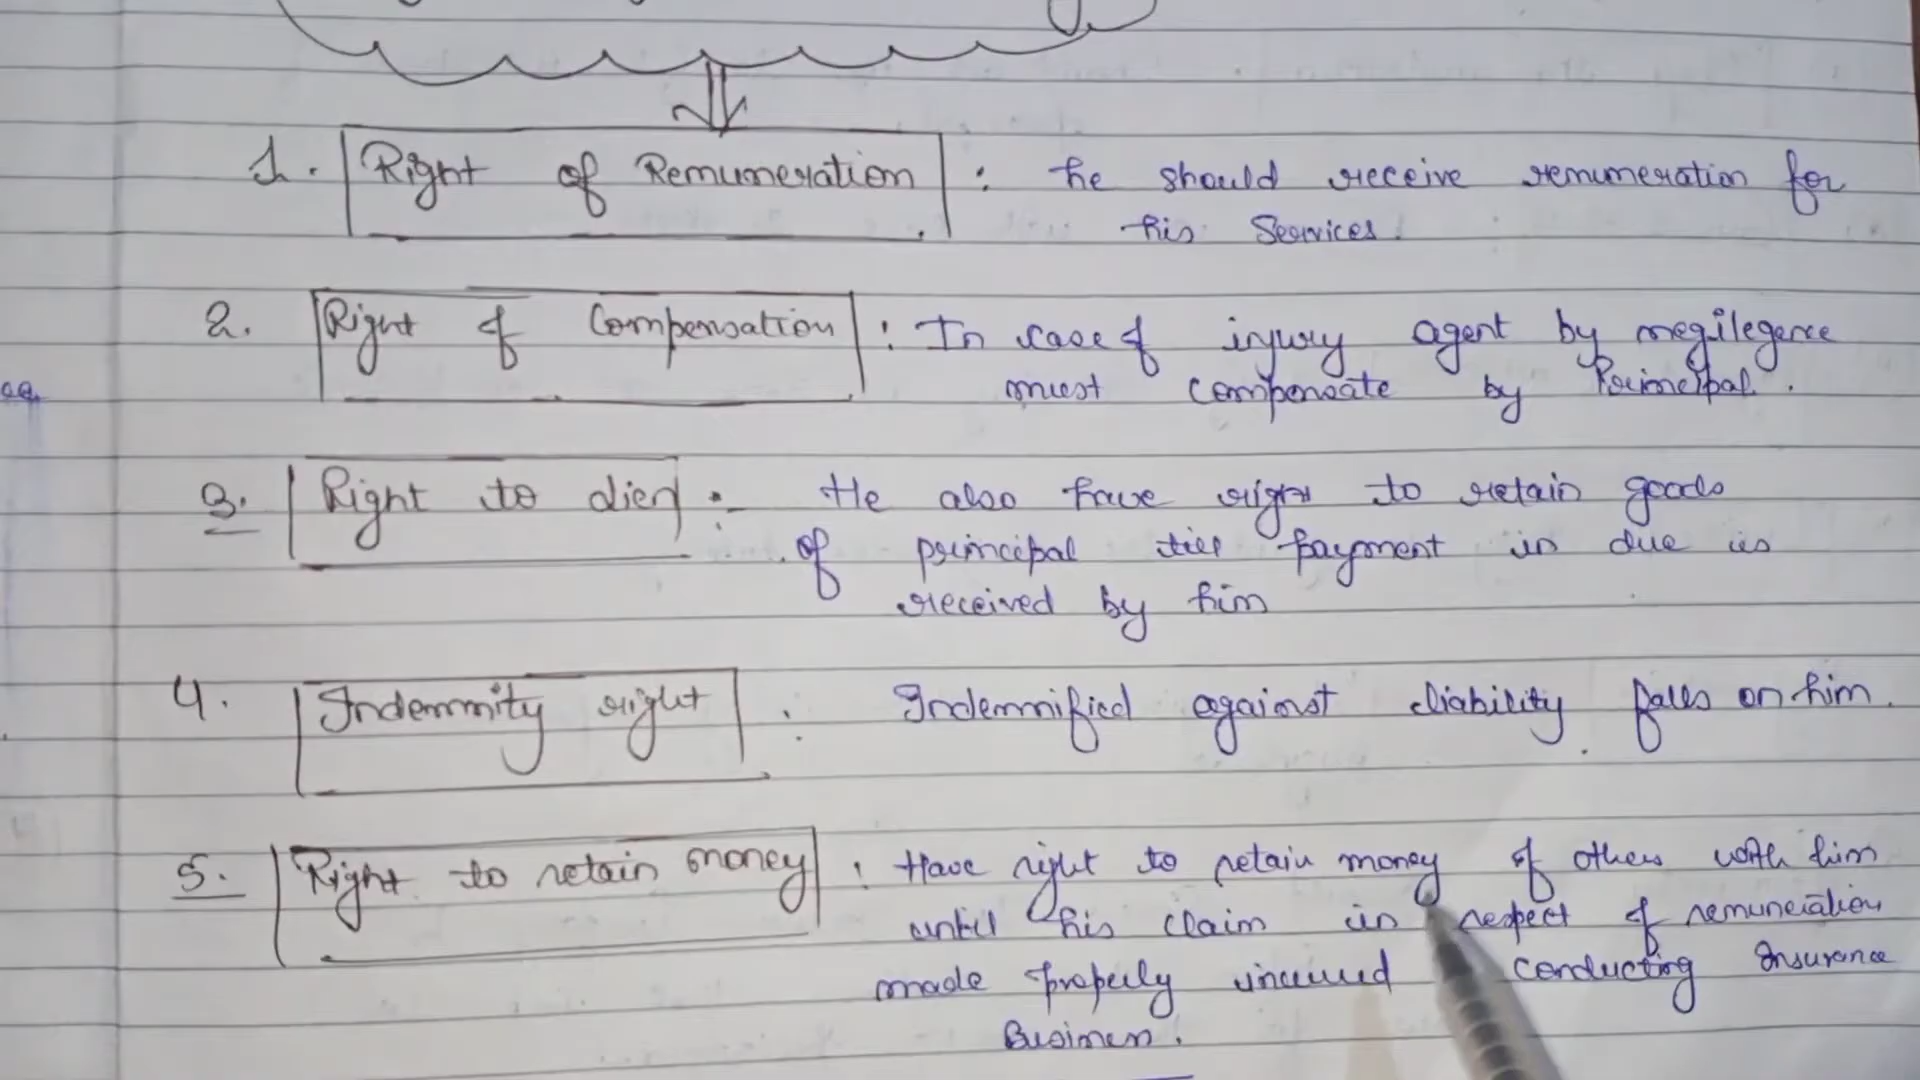 1. Right of Remuneration : he should receive remuneration for
his Services.
2. Right of Compensation : In case of injury agent by megilegence
must compensate by Principal.
3. Right to lien :- He also have right to retain goods
of principal till payment in due is
received by him
4. Indemnity right : Indemnified against liability falls on him.
5. Right to retain money : Have right to retain money of others with him
until his claim in respect of remuneration
made properly incurred conducting Insurance
Business.